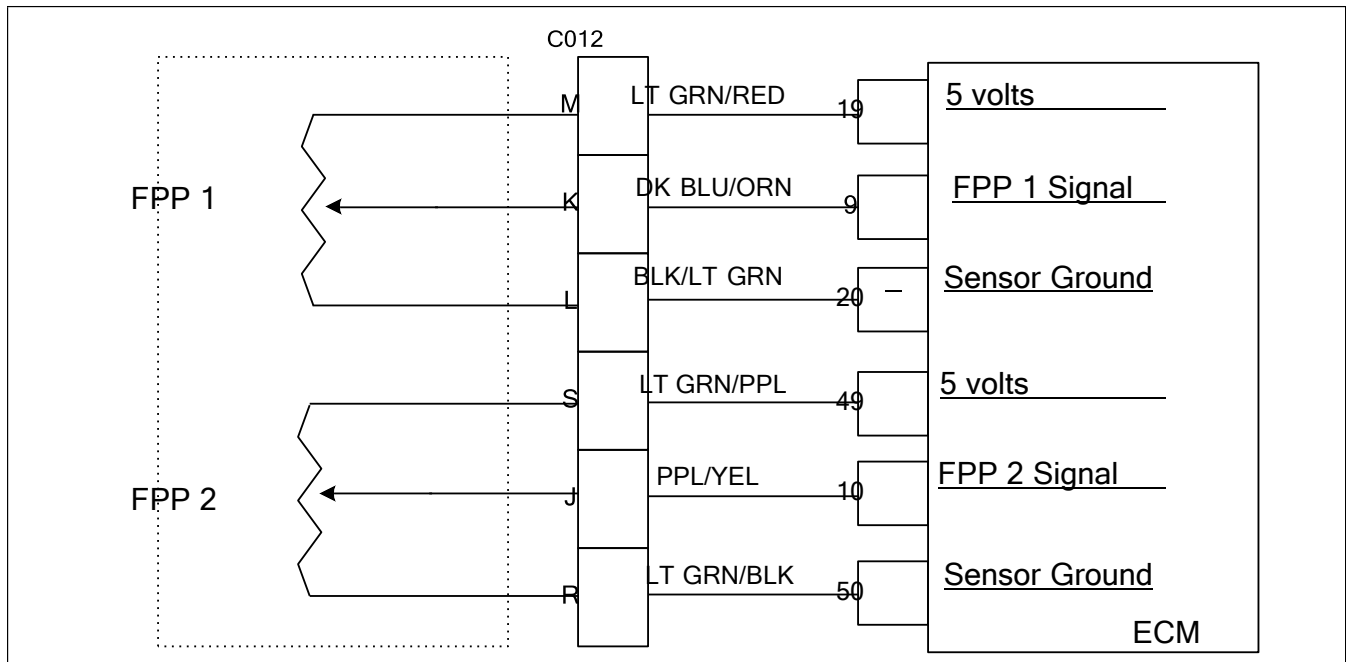 C012
M LT GRN/RED 19 5 volts
FPP 1 K DK BLU/ORN 9 FPP 1 Signal
L BLK/LT GRN 20 – Sensor Ground
S LT GRN/PPL 49 5 volts
FPP 2 J PPL/YEL 10 FPP 2 Signal
R LT GRN/BLK 50 Sensor Ground
ECM